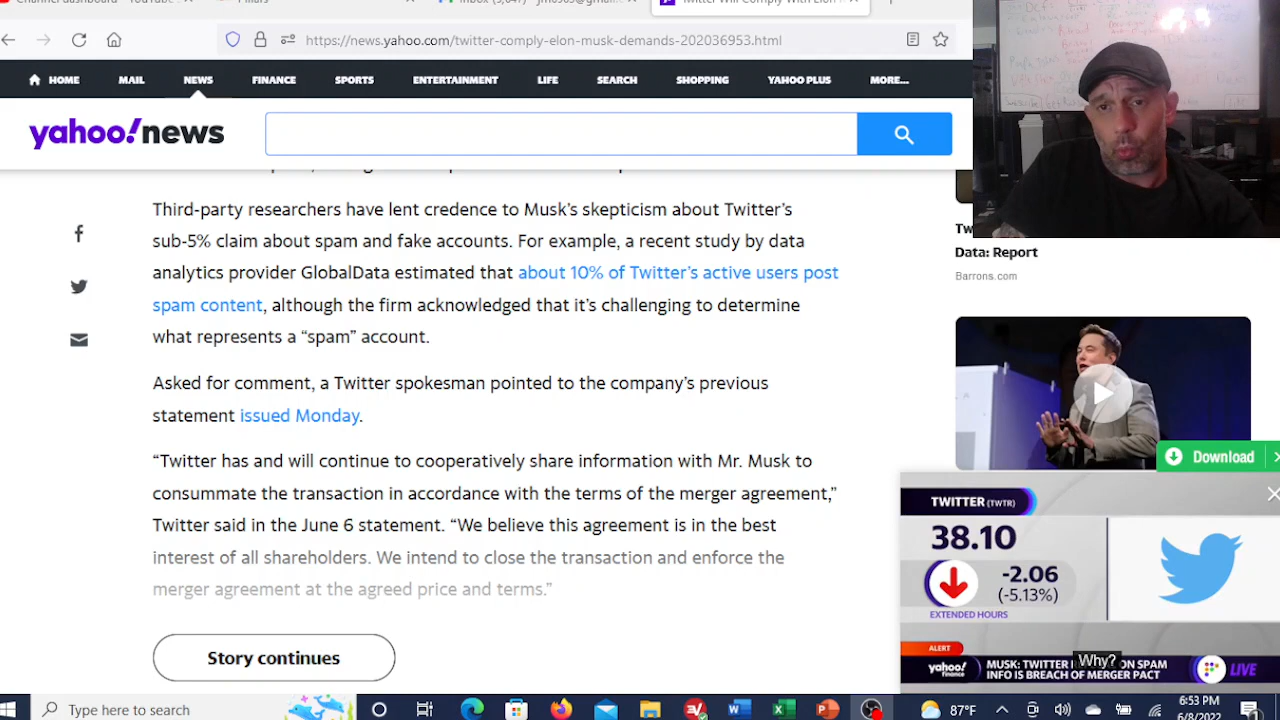 https://news.yahoo.com/twitter-comply-elon-musk-demands-202036953.html
HOME MAIL NEWS FINANCE SPORTS ENTERTAINMENT LIFE SEARCH SHOPPING YAHOO PLUS MORE...
yahoo!news
Third-party researchers have lent credence to Musk’s skepticism about Twitter’s
sub-5% claim about spam and fake accounts. For example, a recent study by data
analytics provider GlobalData estimated that about 10% of Twitter’s active users post
spam content, although the firm acknowledged that it’s challenging to determine
what represents a “spam” account.
Asked for comment, a Twitter spokesman pointed to the company’s previous
statement issued Monday.
“Twitter has and will continue to cooperatively share information with Mr. Musk to
consummate the transaction in accordance with the terms of the merger agreement,”
Twitter said in the June 6 statement. “We believe this agreement is in the best
interest of all shareholders. We intend to close the transaction and enforce the
merger agreement at the agreed price and terms.”
Story continues
Data: Report
Barrons.com
Download
TWITTER (TWTR)
38.10
-2.06
(-5.13%)
EXTENDED HOURS
ALERT
Why?
yahoo!
finance
MUSK: TWITTER ON SPAM
INFO IS BREACH OF MERGER PACT
LIVE
Type here to search
87°F
6:53 PM
6/8/2022